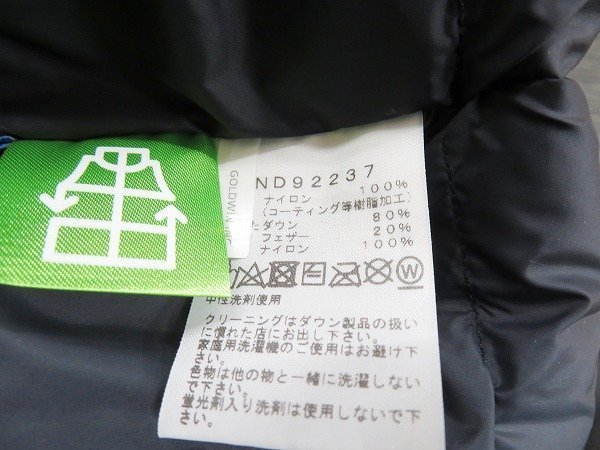 GOLDWIN
ND92237
ナイロン 100%
(コーティング等樹脂加工)
ダウン 80%
フェザー 20%
ナイロン 100%
W
中性洗剤使用
クリーニングはダウン製品の扱い
に慣れた店にお出し下さい。
家庭用洗濯機のご使用はお避け下
さい。
色物は他の物と一緒に洗濯しない
で下さい。
蛍光剤入り洗剤は使用しないで下
さい。